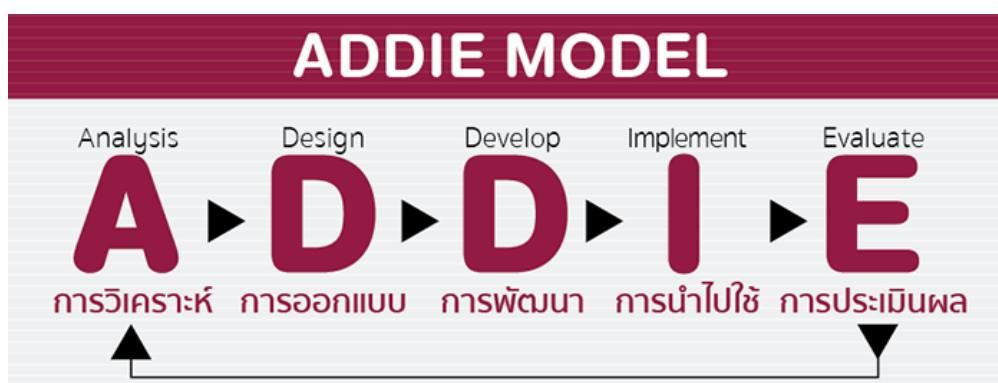 ADDIE MODEL
Analysis Design Develop Implement Evaluate
A D D I E
การวิเคราะห์ การออกแบบ การพัฒนา การนำไปใช้ การประเมินผล